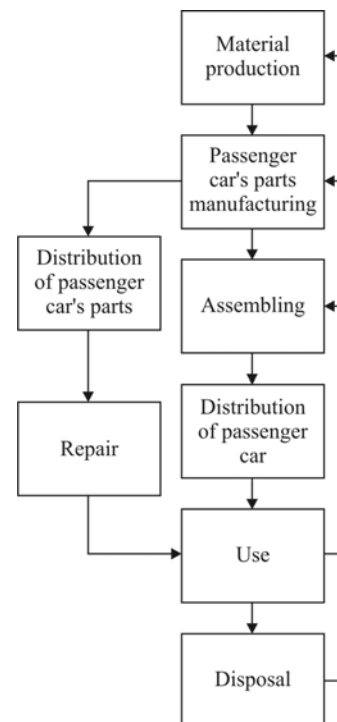 Material
production
Passenger
car's parts
manufacturing
Distribution
of passenger
car's parts
Assembling
Distribution
of passenger
car
Repair
Use
Disposal